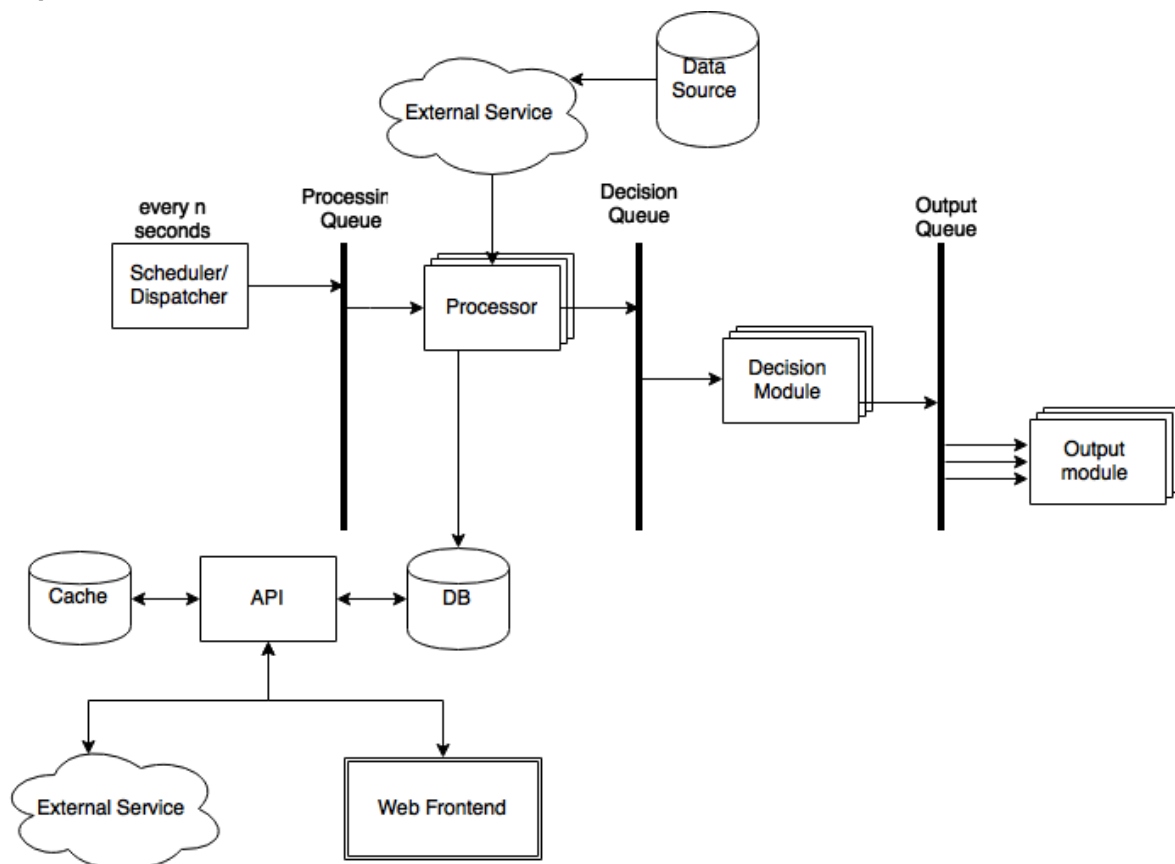 Data
Source
External Service
Processin
Queue
Decision
Queue
Output
Queue
every n
seconds
Scheduler/
Dispatcher
Processor
Decision
Module
Output
module
Cache
API
DB
External Service
Web Frontend